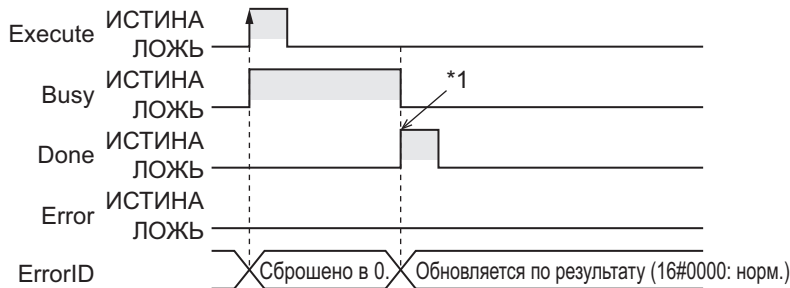 Execute ИСТИНА
ЛОЖЬ
Busy ИСТИНА *1
ЛОЖЬ
Done ИСТИНА
ЛОЖЬ
Error ИСТИНА
ЛОЖЬ
ErrorID Сброшено в 0. Обновляется по результату (16#0000: норм.)